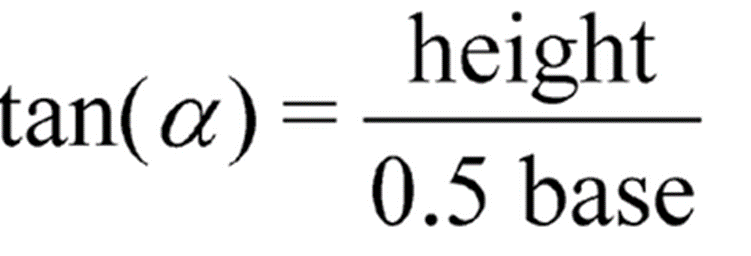 tan(α) = height
0.5 base